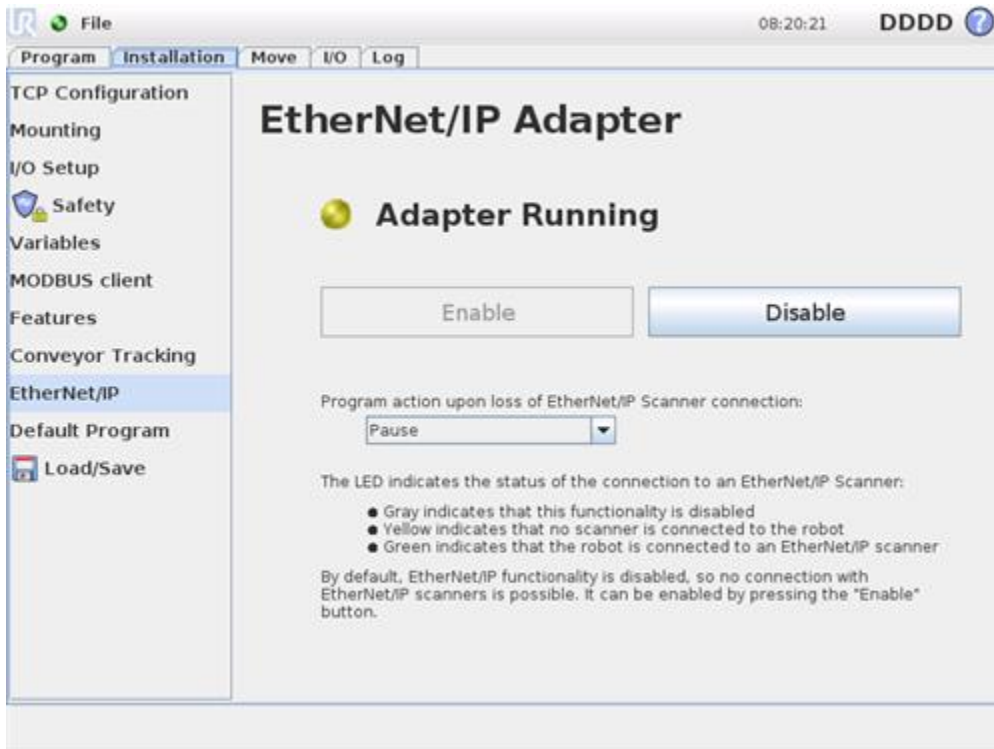 UR File 08:20:21 DDDD ?
Program Installation Move I/O Log
TCP Configuration
Mounting
I/O Setup
Safety
Variables
MODBUS client
Features
Conveyor Tracking
EtherNet/IP
Default Program
Load/Save
EtherNet/IP Adapter
Adapter Running
Enable Disable
Program action upon loss of EtherNet/IP Scanner connection:
Pause
The LED indicates the status of the connection to an EtherNet/IP Scanner:
● Gray indicates that this functionality is disabled
● Yellow indicates that no scanner is connected to the robot
● Green indicates that the robot is connected to an EtherNet/IP scanner
By default, EtherNet/IP functionality is disabled, so no connection with
EtherNet/IP scanners is possible. It can be enabled by pressing the "Enable"
button.